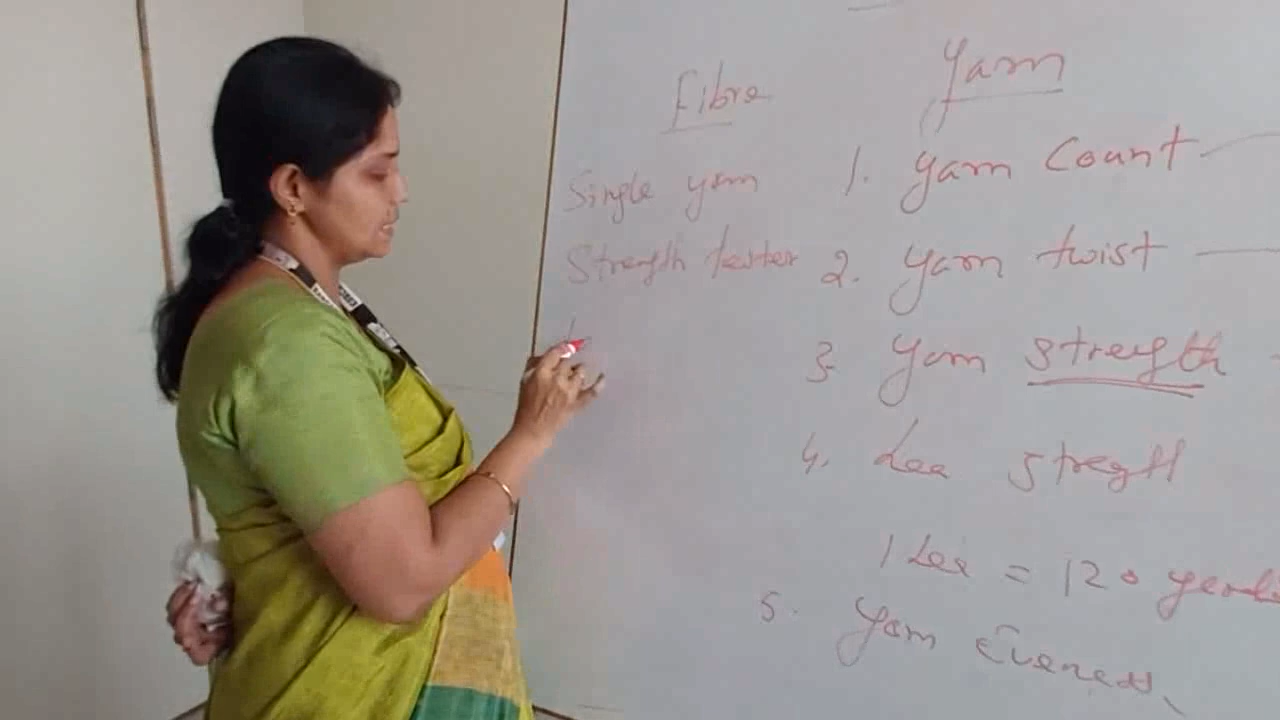 Fibre
Yarn
Single yarn
Strength tester
1. Yarn Count
2. Yarn twist
3. Yarn strength
4. Lea stregth
1 Lea = 120 yards
5. Yarn Eveness